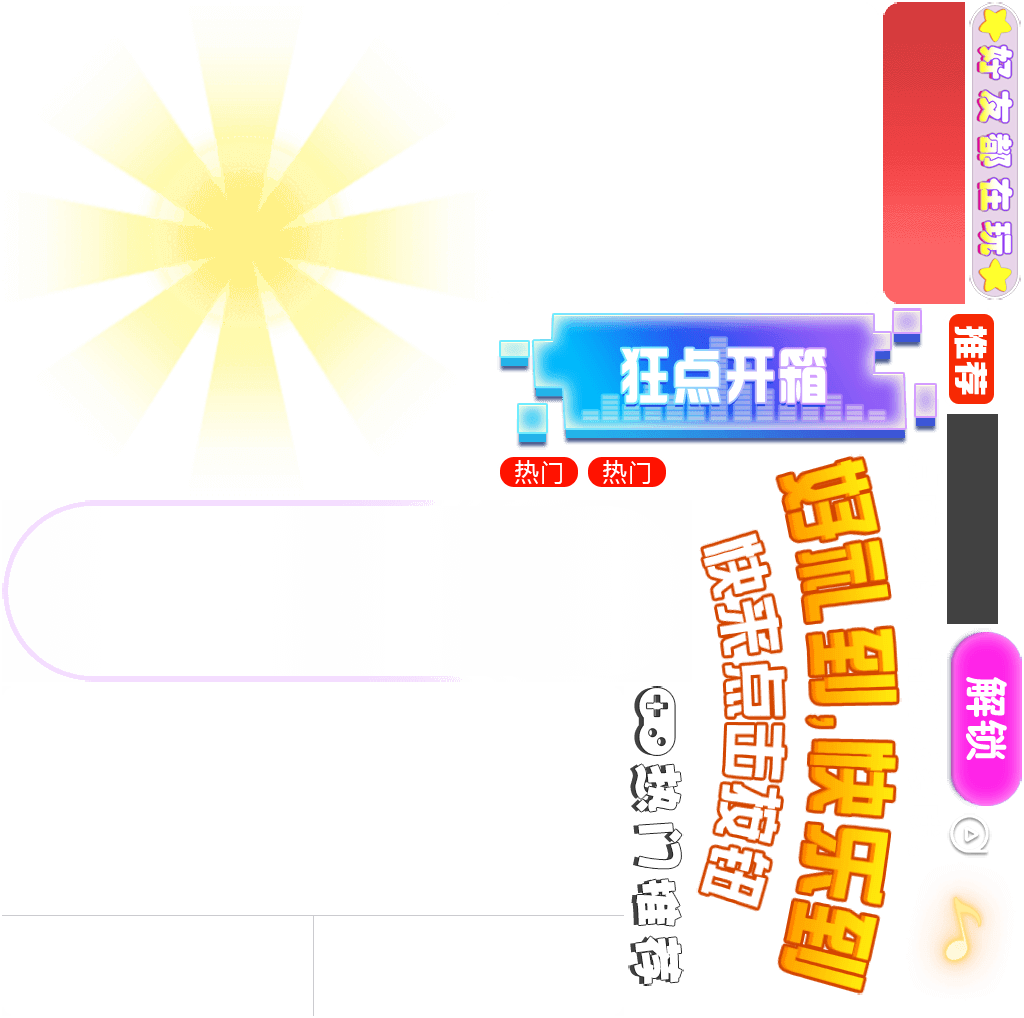 好友都在玩
推荐
狂点开箱
热门
热门
好礼到,快乐到
快来点击按钮
解锁
热门推荐